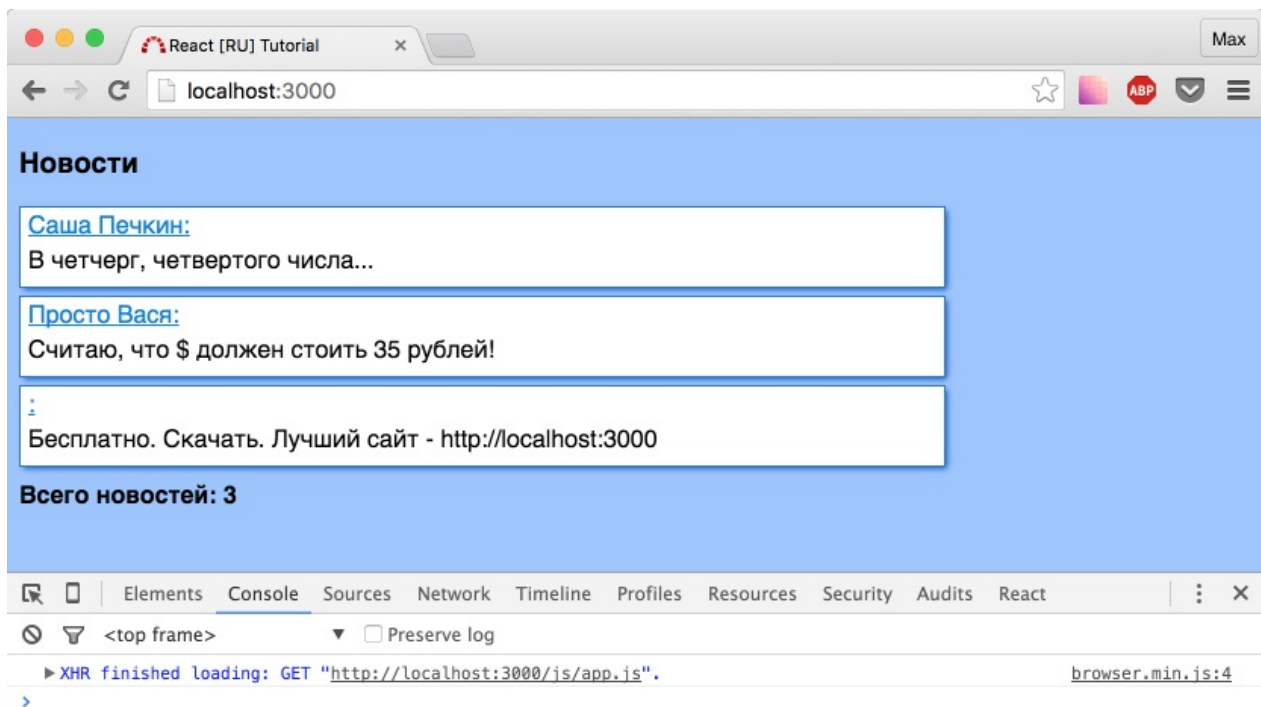 React [RU] Tutorial
Max
localhost:3000
ABP
Новости
Саша Печкин:
В четчерг, четвертого числа...
Просто Вася:
Считаю, что $ должен стоить 35 рублей!
:
Бесплатно. Скачать. Лучший сайт - http://localhost:3000
Всего новостей: 3
Elements Console Sources Network Timeline Profiles Resources Security Audits React
<top frame> Preserve log
XHR finished loading: GET "http://localhost:3000/js/app.js". browser.min.js:4